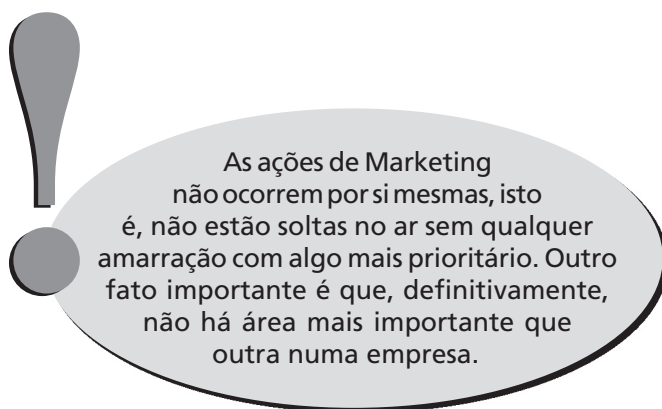 As ações de Marketing
não ocorrem por si mesmas, isto
é, não estão soltas no ar sem qualquer
amarração com algo mais prioritário. Outro
fato importante é que, definitivamente,
não há área mais importante que
outra numa empresa.